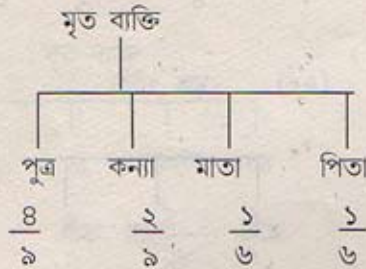 মৃত ব্যক্তি
পুত্র কন্যা মাতা পিতা
৪/৯ ২/৯ ১/৬ ১/৬